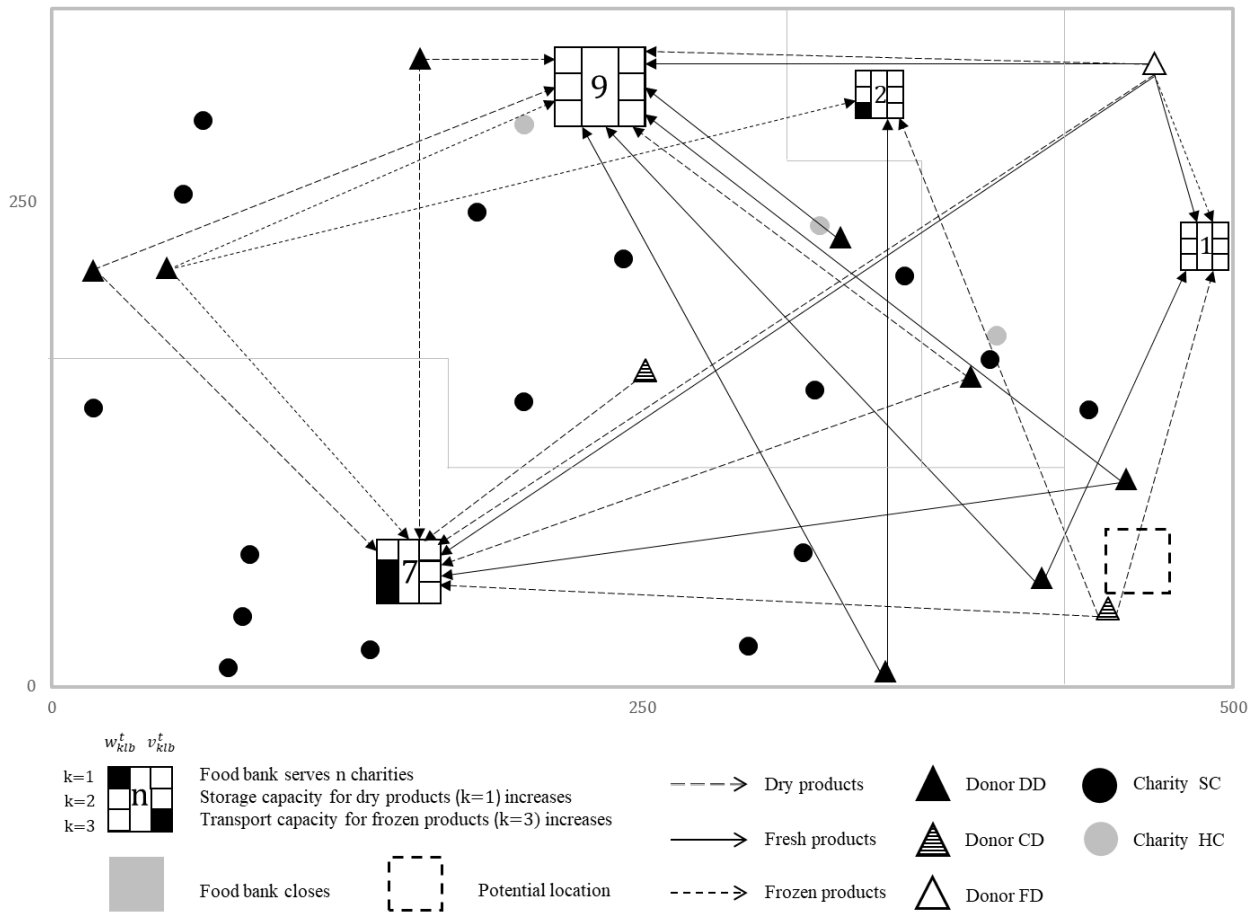 9
2
250
1
7
0
0
250
500
w^t_klb v^t_klb
k=1
k=2
k=3
n
Food bank serves n charities
Storage capacity for dry products (k=1) increases
Transport capacity for frozen products (k=3) increases
Food bank closes
Potential location
Dry products
Fresh products
Frozen products
Donor DD
Donor CD
Donor FD
Charity SC
Charity HC